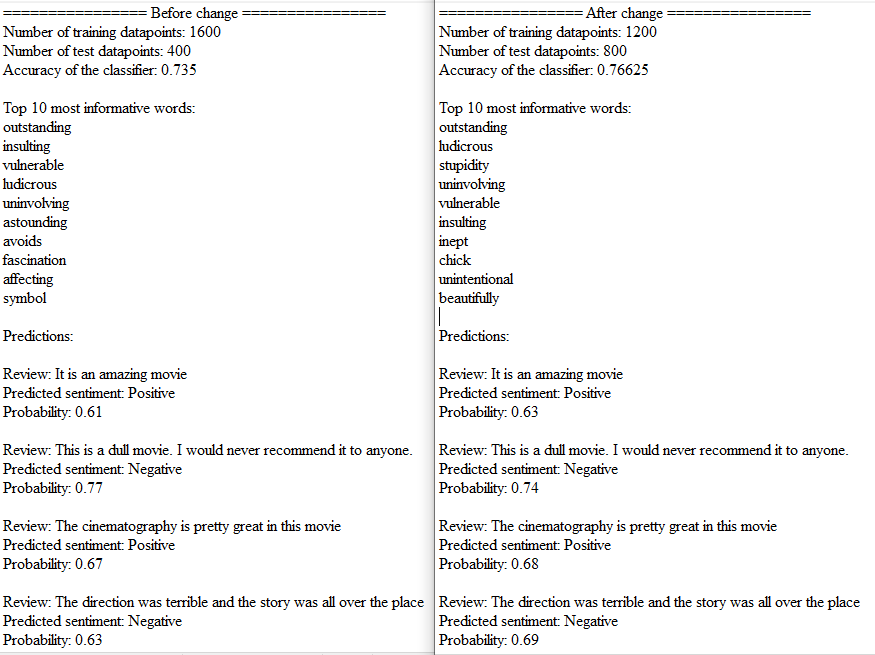 ================ Before change ================
Number of training datapoints: 1600
Number of test datapoints: 400
Accuracy of the classifier: 0.735
Top 10 most informative words:
outstanding
insulting
vulnerable
ludicrous
uninvolving
astounding
avoids
fascination
affecting
symbol
Predictions:
Review: It is an amazing movie
Predicted sentiment: Positive
Probability: 0.61
Review: This is a dull movie. I would never recommend it to anyone.
Predicted sentiment: Negative
Probability: 0.77
Review: The cinematography is pretty great in this movie
Predicted sentiment: Positive
Probability: 0.67
Review: The direction was terrible and the story was all over the place
Predicted sentiment: Negative
Probability: 0.63
================ After change ================
Number of training datapoints: 1200
Number of test datapoints: 800
Accuracy of the classifier: 0.76625
Top 10 most informative words:
outstanding
ludicrous
stupidity
uninvolving
vulnerable
insulting
inept
chick
unintentional
beautifully
Predictions:
Review: It is an amazing movie
Predicted sentiment: Positive
Probability: 0.63
Review: This is a dull movie. I would never recommend it to anyone.
Predicted sentiment: Negative
Probability: 0.74
Review: The cinematography is pretty great in this movie
Predicted sentiment: Positive
Probability: 0.68
Review: The direction was terrible and the story was all over the place
Predicted sentiment: Negative
Probability: 0.69